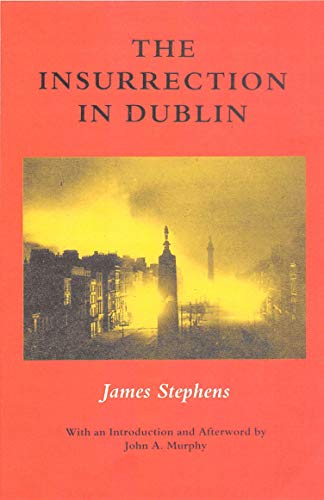 THE
INSURRECTION
IN DUBLIN
James Stephens
With an Introduction and Afterword by
John A. Murphy